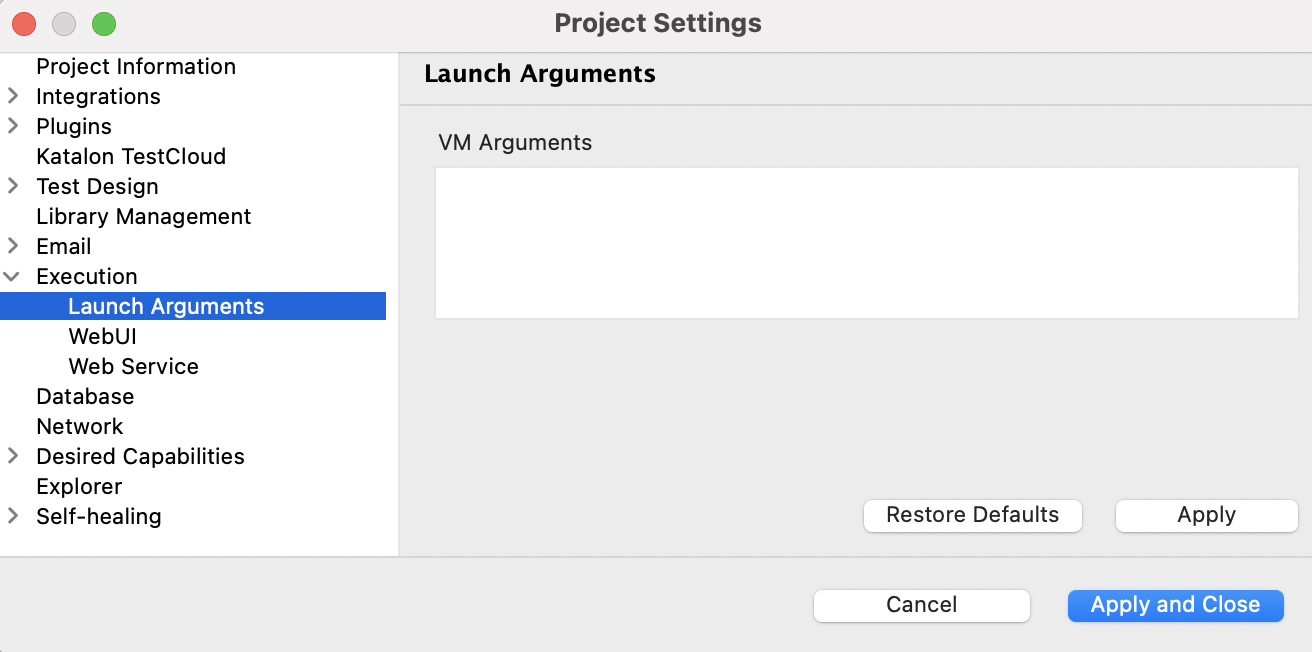 Project Settings
Project Information
Integrations
Plugins
Katalon TestCloud
Test Design
Library Management
Email
Execution
Launch Arguments
WebUI
Web Service
Database
Network
Desired Capabilities
Explorer
Self-healing
Launch Arguments
VM Arguments
Restore Defaults
Apply
Cancel
Apply and Close